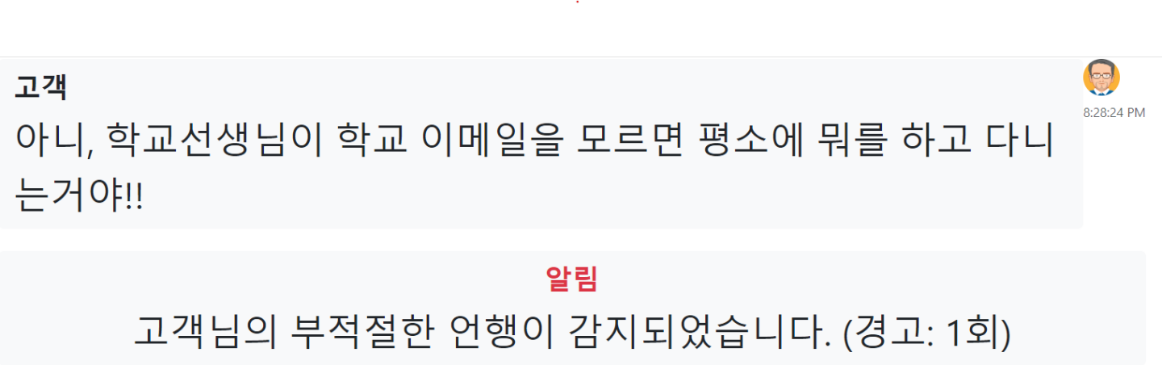 고객
8:28:24 PM
아니, 학교선생님이 학교 이메일을 모르면 평소에 뭐를 하고 다니
는거야!!
알림
고객님의 부적절한 언행이 감지되었습니다. (경고: 1회)